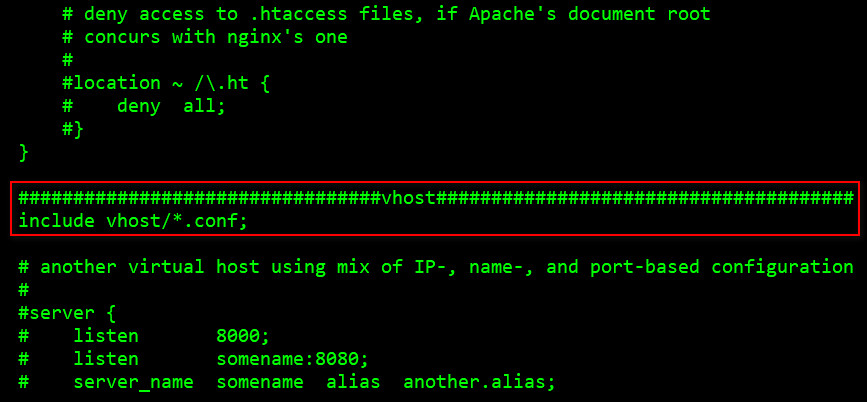 # deny access to .htaccess files, if Apache's document root
# concurs with nginx's one
#
#location ~ /\.ht {
#    deny  all;
#}
}
#################################vhost######################################
include vhost/*.conf;
# another virtual host using mix of IP-, name-, and port-based configuration
#
#server {
#    listen       8000;
#    listen       somename:8080;
#    server_name  somename  alias  another.alias;